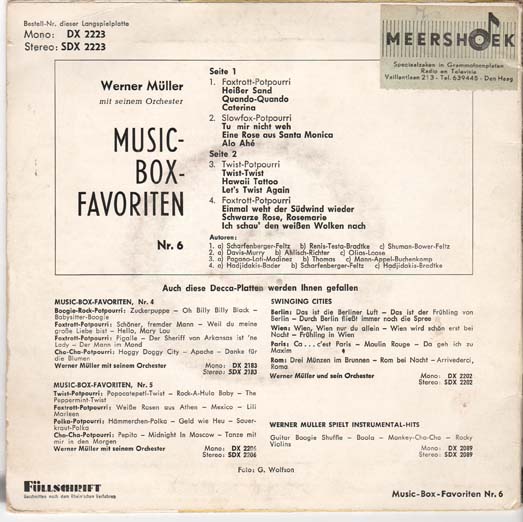 Bestell-Nr. dieser Langspielplatte
Mono: DX 2223
Stereo: SDX 2223
MEERSHOEK
Speciaalzaken in Grammofoonplaten
Radio en Televisie
Vaillantlaan 213 - Tel. 639445 - Den Haag
Werner Müller
mit seinem Orchester
MUSIC-
BOX-
FAVORITEN
Nr. 6
Seite 1
1. Foxtrott-Potpourri
Heißer Sand
Quando-Quando
Caterina
2. Slowfox-Potpourri
Tu mir nicht weh
Eine Rose aus Santa Monica
Alo Ahé
Seite 2
3. Twist-Potpourri
Twist-Twist
Hawaii Tattoo
Let's Twist Again
4. Foxtrott-Potpourri
Einmal weht der Südwind wieder
Schwarze Rose, Rosemarie
Ich schau' den weißen Wolken nach
Autoren:
1. a) Scharfenberger-Feltz b) Renis-Testa-Bradtke c) Shuman-Bower-Feltz
2. a) Davis-Murry b) Ahlisch-Richter c) Olias-Loose
3. a) Pagano-Loti-Madinez b) Thomas c) Mann-Appel-Buchenkamp
4. a) Hadjidakis-Bader b) Scharfenberger-Feltz c) Hadjidakis-Bradtke
Auch diese Decca-Platten werden Ihnen gefallen
MUSIC-BOX-FAVORITEN, Nr. 4
Boogie-Rock-Potpourri: Zuckerpuppe – Oh Billy Billy Black –
Babysitter-Boogie
Foxtrott-Potpourri: Schöner, fremder Mann – Weil du meine
große Liebe bist – Hello, Mary Lou
Foxtrott-Potpourri: Pigalle – Der Sheriff von Arkansas ist 'ne
Lady – Der Mann im Mond
Cha-Cha-Potpourri: Haggy Doggy City – Apache – Danke für
die Blumen
Werner Müller mit seinem Orchester
Mono: DX 2183
Stereo: SDX 2183
MUSIC-BOX-FAVORITEN, Nr. 5
Twist-Potpourri: Popocatepetl-Twist – Rock-A-Hula Baby – The
Peppermint-Twist
Foxtrott-Potpourri: Weiße Rosen aus Athen – Mexico – Lili
Marleen
Polka-Potpourri: Hämmerchen-Polka – Geld wie Heu – Sauer-
kraut-Polka
Cha-Cha-Potpourri: Pepito – Midnight In Moscow – Tanze mit
mir in den Morgen
Werner Müller mit seinem Orchester
Mono: DX 2206
Stereo: SDX 2206
SWINGING CITIES
Berlin: Das ist die Berliner Luft – Das ist der Frühling von
Berlin – Durch Berlin fließt immer noch die Spree
Wien: Wien, Wien nur du allein – Wien wird schön erst bei
Nacht – Frühling in Wien
Paris: Ca...c'est Paris – Moulin Rouge – Da geh ich zu
Maxim
Rom: Drei Münzen im Brunnen – Rom bei Nacht – Arrivederci,
Roma
Werner Müller und sein Orchester
Mono: DX 2202
Stereo: SDX 2202
WERNER MULLER SPIELT INSTRUMENTAL-HITS
Guitar Boogie Shuffle – Baola – Monkey-Cha-Cha – Rocky
Violins
Mono: DX 2089
Stereo: SDX 2089
Foto: G. Wolfson
FÜLLSCHRIFT
Geschnitten nach dem Rheinischen Verfahren
Music-Box-Favoriten Nr. 6